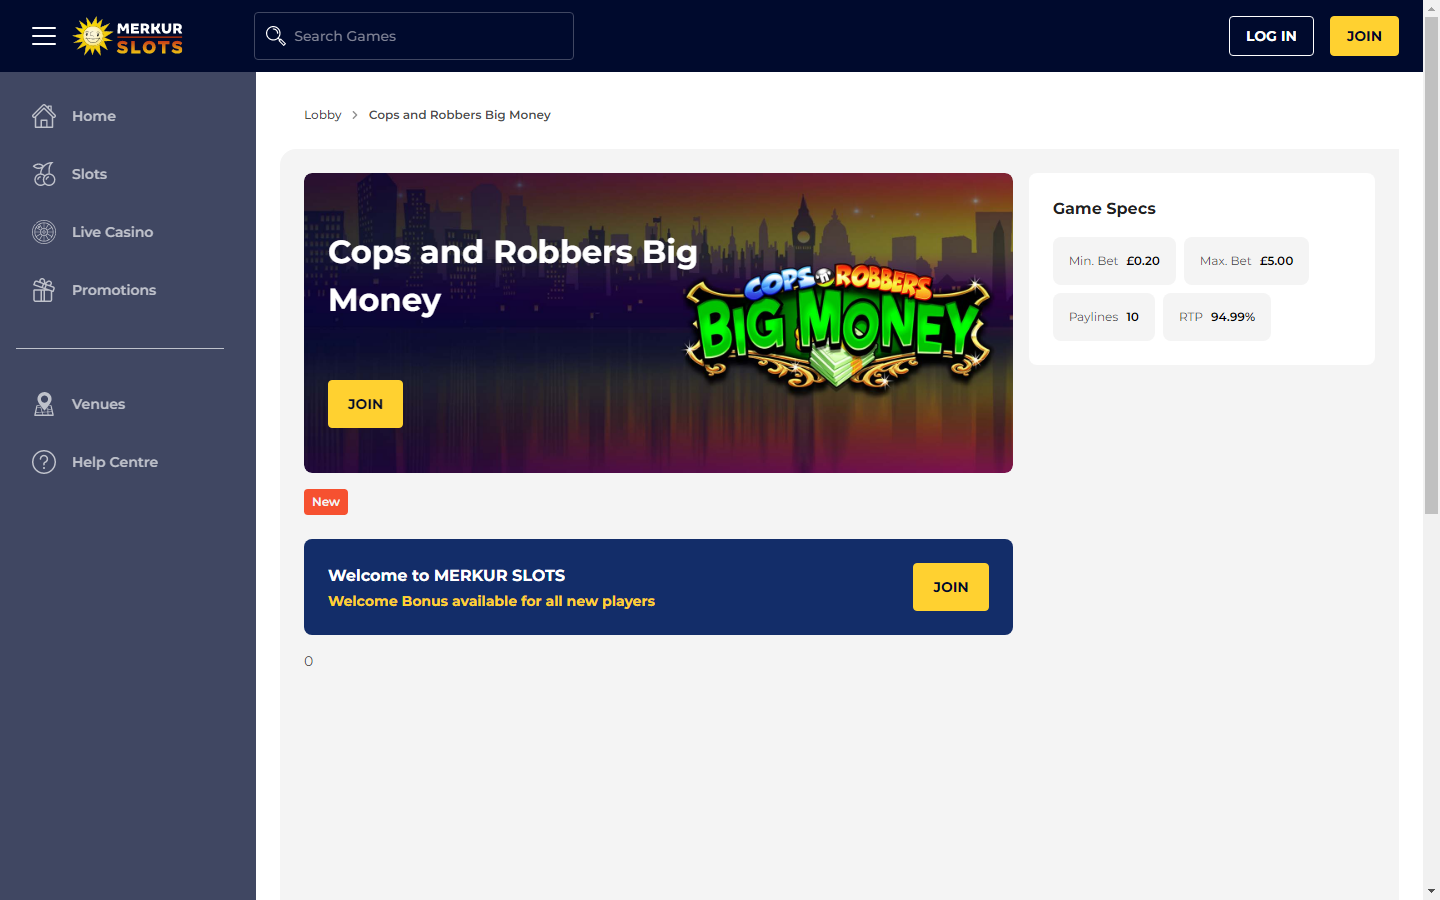 MERKUR
SLOTS
Search Games
LOG IN
JOIN
Home
Slots
Live Casino
Promotions
Venues
Help Centre
Lobby > Cops and Robbers Big Money
Cops and Robbers Big
Money
COPS 'n' ROBBERS
BIG MONEY
JOIN
New
Welcome to MERKUR SLOTS
Welcome Bonus available for all new players
JOIN
0
Game Specs
Min. Bet £0.20
Max. Bet £5.00
Paylines 10
RTP 94.99%